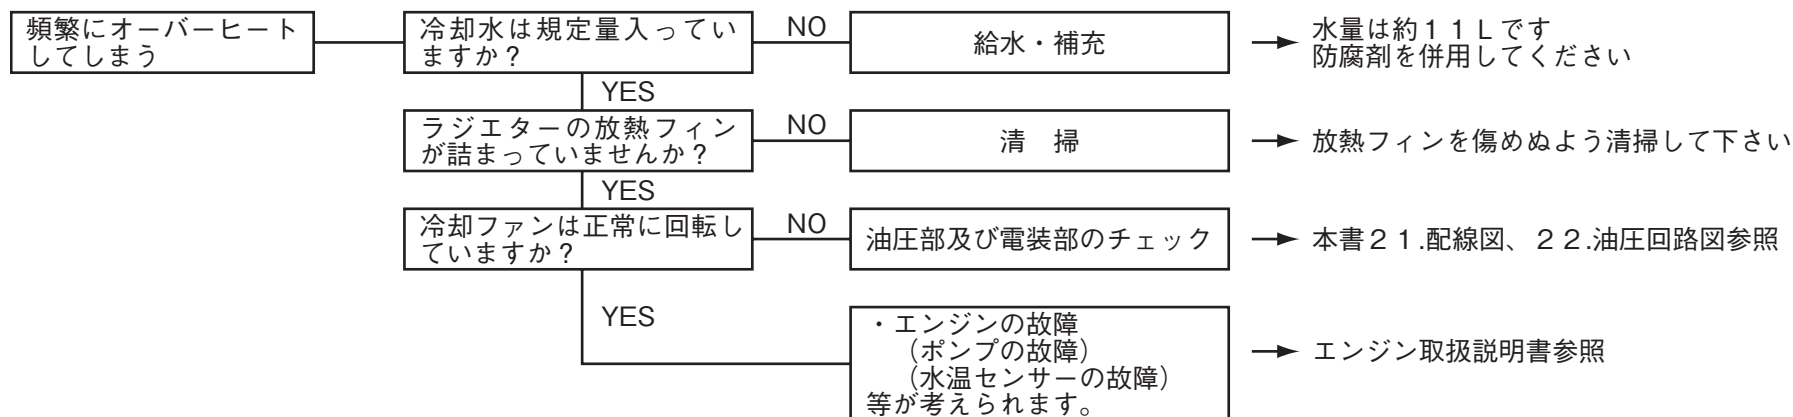 頻繁にオーバーヒート
してしまう
冷却水は規定量入ってい
ますか？
NO
給水・補充
水量は約１１Ｌです
防腐剤を併用してください
YES
ラジエターの放熱フィン
が詰まっていませんか？
NO
清　掃
放熱フィンを傷めぬよう清掃して下さい
YES
冷却ファンは正常に回転し
ていますか？
NO
油圧部及び電装部のチェック
本書２１.配線図、２２.油圧回路図参照
YES
・エンジンの故障
（ポンプの故障）
（水温センサーの故障）
等が考えられます。
エンジン取扱説明書参照